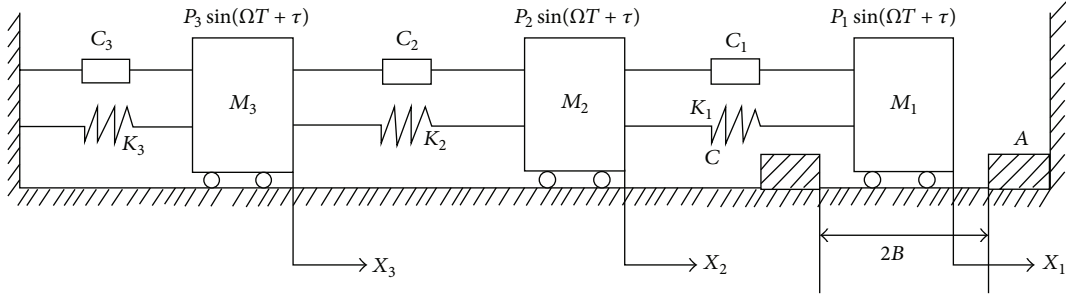 P₃ sin(ΩT + τ)
P₂ sin(ΩT + τ)
P₁ sin(ΩT + τ)
C₃
C₂
C₁
M₃
M₂
M₁
K₁
A
K₃
K₂
C
2B
X₃
X₂
X₁